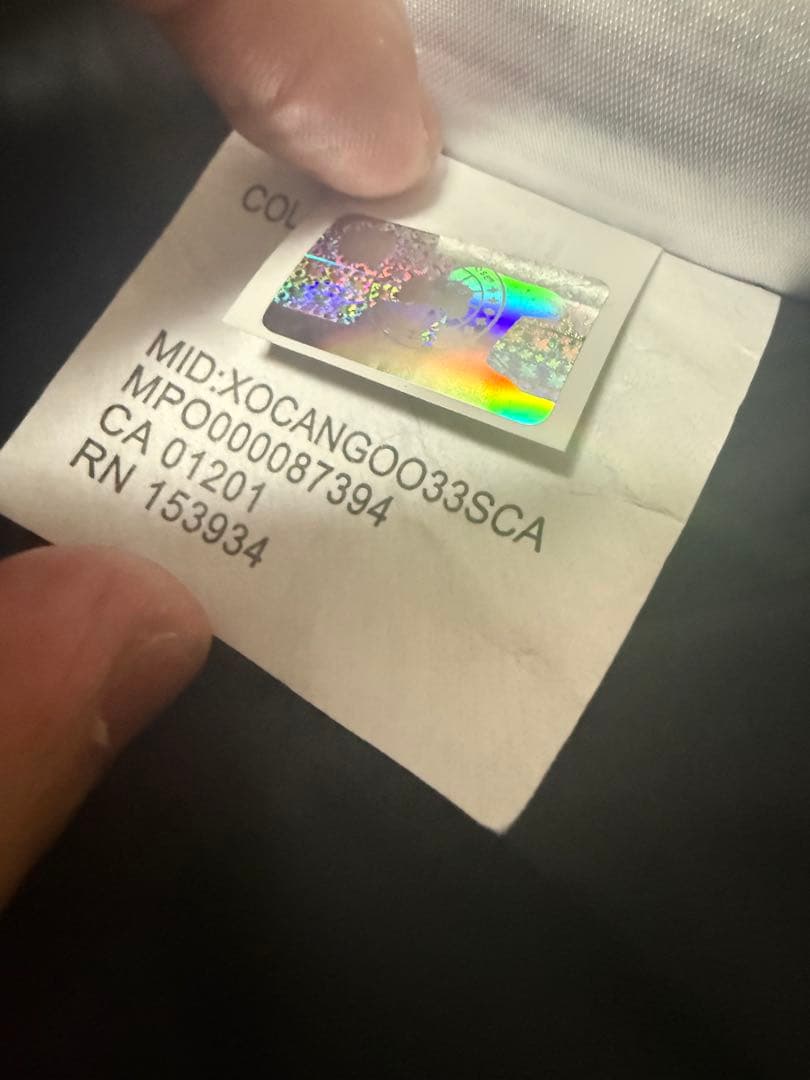 COL
MID:XOCANGOO33SCA
MPO000087394
CA 01201
RN 153934